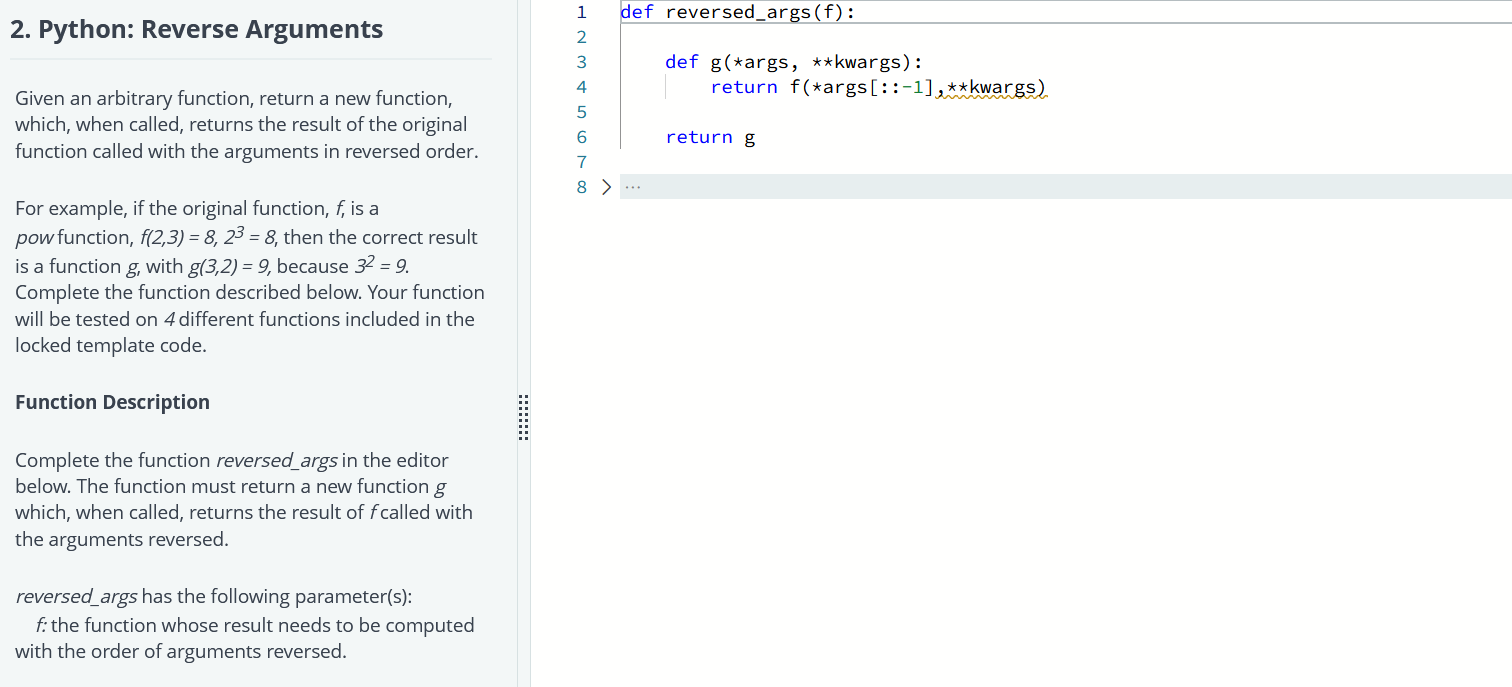 2. Python: Reverse Arguments
Given an arbitrary function, return a new function,
which, when called, returns the result of the original
function called with the arguments in reversed order.
For example, if the original function, f, is a
pow function, f(2,3) = 8, 2³ = 8, then the correct result
is a function g, with g(3,2) = 9, because 3² = 9.
Complete the function described below. Your function
will be tested on 4 different functions included in the
locked template code.
Function Description
Complete the function reversed_args in the editor
below. The function must return a new function g
which, when called, returns the result of f called with
the arguments reversed.
reversed_args has the following parameter(s):
f: the function whose result needs to be computed
with the order of arguments reversed.
1 def reversed_args(f):
2
3 def g(*args, **kwargs):
4 return f(*args[::-1],**kwargs)
5
6 return g
7
8 > ...